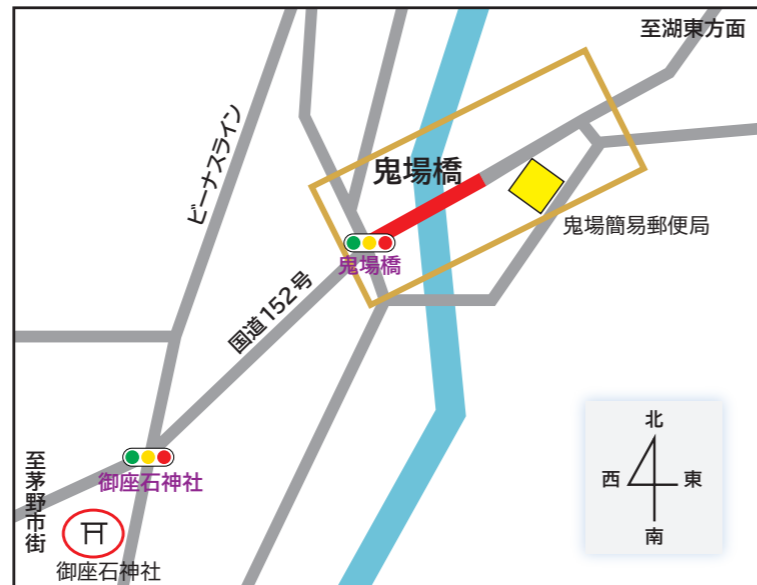 至湖東方面
ビーナスライン
鬼場橋
鬼場簡易郵便局
鬼場橋
国道152号
至茅野市街
御座石神社
御座石神社
北
西
東
南